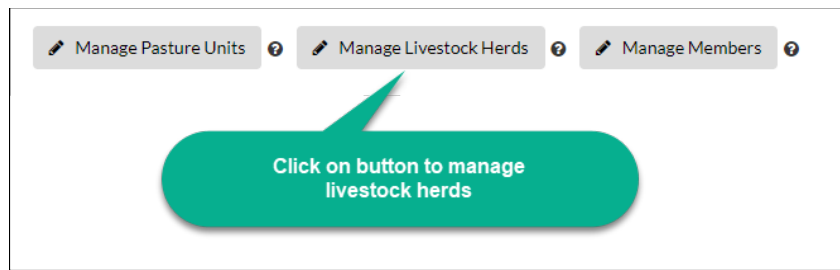 Manage Pasture Units ? Manage Livestock Herds ? Manage Members ?
Click on button to manage
livestock herds